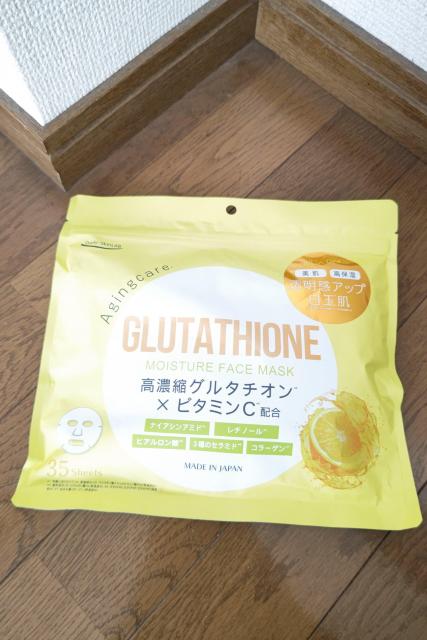 Agingcare
美肌 高保湿
透明感アップ
白玉肌
GLUTATHIONE
MOISTURE FACE MASK
高濃縮グルタチオン
×ビタミンC配合
ナイアシンアミド レチノール
ヒアルロン酸 3種のセラミド コラーゲン
35 Sheets
MADE IN JAPAN